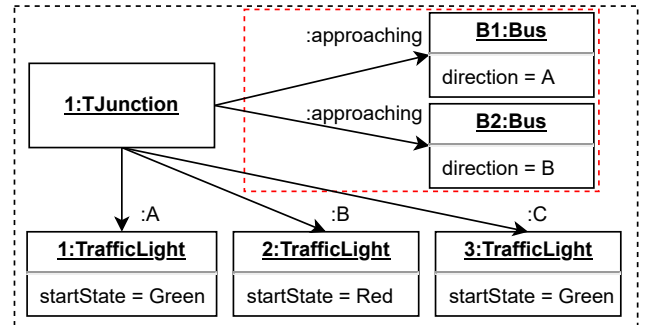 :approaching
B1:Bus
direction = A
1:TJunction
:approaching
B2:Bus
direction = B
:A
:B
:C
1:TrafficLight
2:TrafficLight
3:TrafficLight
startState = Green
startState = Red
startState = Green